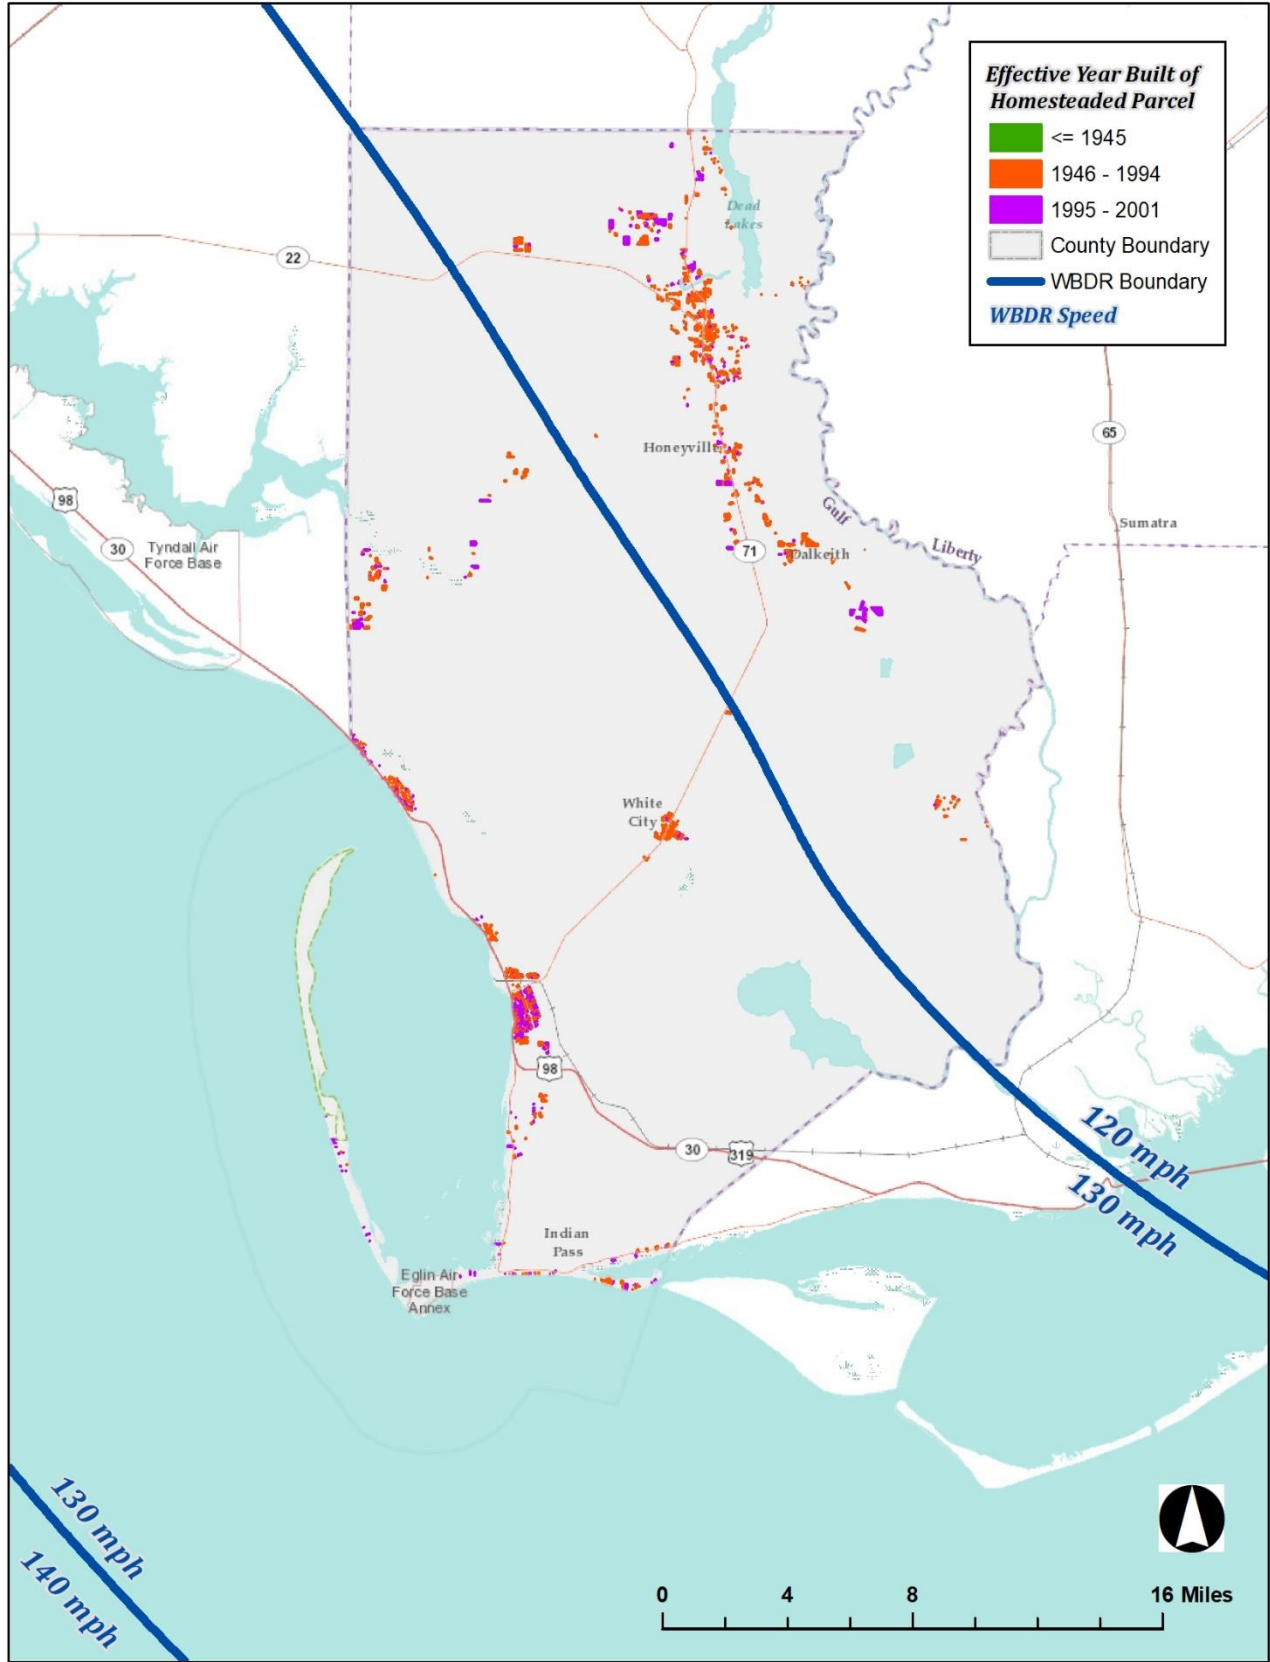 Effective Year Built of
Homesteaded Parcel
<= 1945
1946 - 1994
1995 - 2001
County Boundary
WBDR Boundary
WBDR Speed
Dead
Lakes
22
65
Honeyville
98
Gulf
Sumatra
30
Tyndall Air
Force Base
71
Dalkeith
Liberty
White
City
98
30
319
120 mph
130 mph
Indian
Pass
Eglin Air
Force Base
Annex
130 mph
140 mph
0 4 8 16 Miles